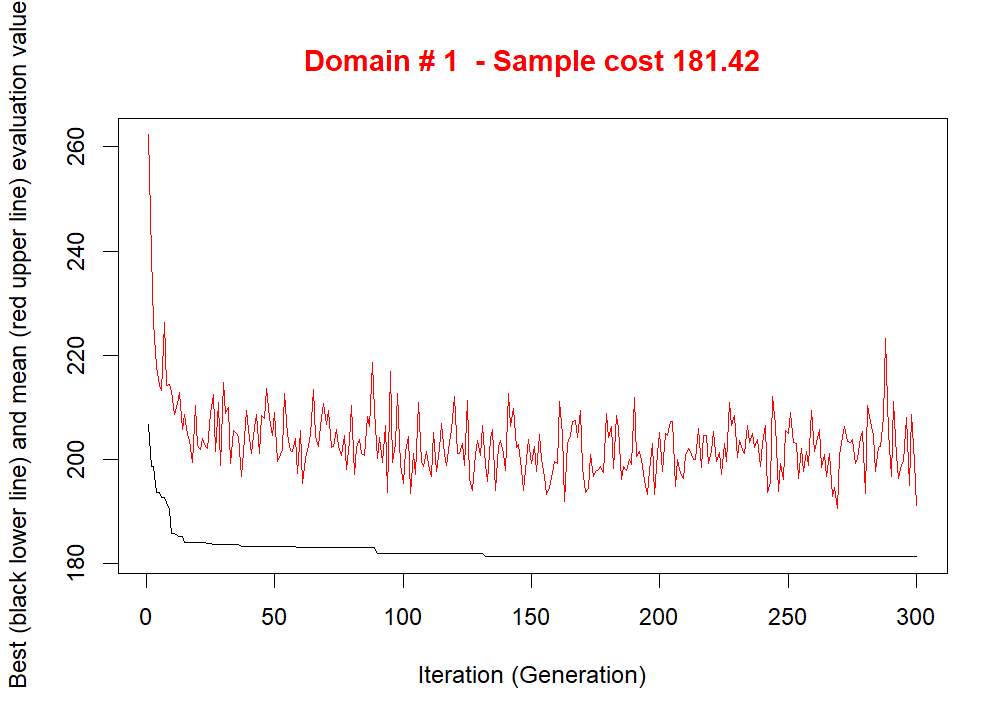 Domain # 1  - Sample cost 181.42
Best (black lower line) and mean (red upper line) evaluation value
260
240
220
200
180
0 50 100 150 200 250 300
Iteration (Generation)